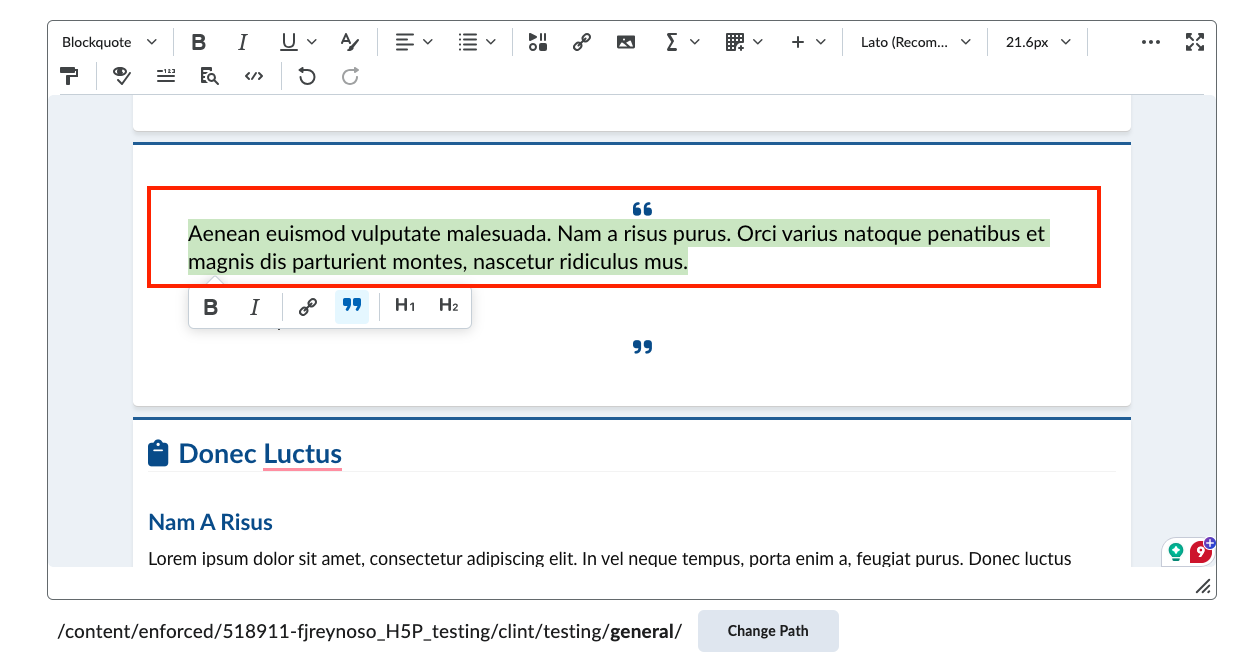 Blockquote B I U A Σ + Lato (Recom... 21.6px ...
123 </>
“
Aenean euismod vulputate malesuada. Nam a risus purus. Orci varius natoque penatibus et
magnis dis parturient montes, nascetur ridiculus mus.
B I ” H1 H2
”
Donec Luctus
Nam A Risus
Lorem ipsum dolor sit amet, consectetur adipiscing elit. In vel neque tempus, porta enim a, feugiat purus. Donec luctus
9+
/content/enforced/518911-fjreynoso_H5P_testing/clint/testing/general/ Change Path